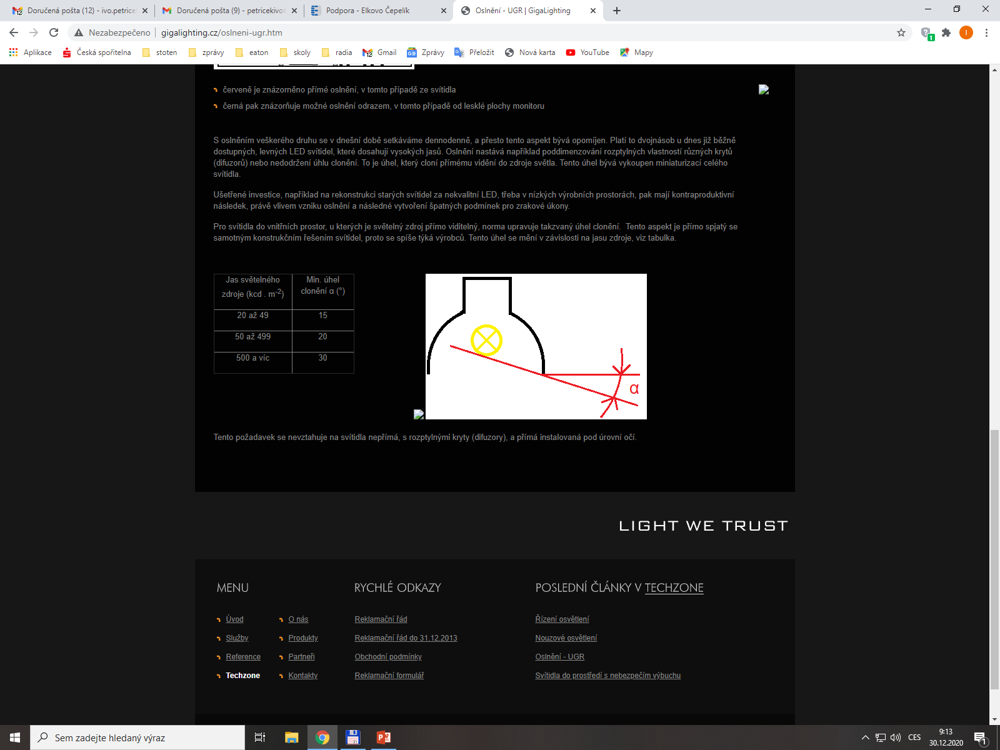 Doručená pošta (12) - ivo.petrice
Doručená pošta (9) - petricekivo
Podpora - Elkovo Čepelík
Oslnění - UGR | GigaLighting
Nezabezpečeno
gigalighting.cz/oslneni-ugr.htm
Aplikace
Česká spořitelna
stoten
zprávy
eaton
skoly
radia
Gmail
Zprávy
Přeložit
Nová karta
YouTube
Mapy
červeně je znázorněno přímé oslnění, v tomto případě ze svítidla
černá pak znázorňuje možné oslnění odrazem, v tomto případě od lesklé plochy monitoru
S oslněním veškerého druhu se v dnešní době setkáváme dennodenně, a přesto tento aspekt bývá opomíjen. Platí to dvojnásob u dnes již běžně
dostupných, levných LED svítidel, které dosahují vysokých jasů. Oslnění nastává například poddimenzování rozptylných vlastností různých krytů
(difuzorů) nebo nedodržení úhlu clonění. To je úhel, který cloní přímému vidění do zdroje světla. Tento úhel bývá vykoupen miniaturizací celého
svítidla.
Ušetřené investice, například na rekonstrukci starých svítidel za nekvalitní LED, třeba v nízkých výrobních prostorách, pak mají kontraproduktivní
následek, právě vlivem vzniku oslnění a následné vytvoření špatných podmínek pro zrakové úkony.
Pro svítidla do vnitřních prostor, u kterých je světelný zdroj přímo viditelný, norma upravuje takzvaný úhel clonění.  Tento aspekt je přímo spjatý se
samotným konstrukčním řešením svítidel, proto se spíše týká výrobců. Tento úhel se mění v závislosti na jasu zdroje, viz tabulka.
Jas světelného
zdroje (kcd . m-2)
Min. úhel
clonění α (°)
20 až 49
15
50 až 499
20
500 a víc
30
α
Tento požadavek se nevztahuje na svítidla nepřímá, s rozptylnými kryty (difuzory), a přímá instalovaná pod úrovní očí.
LIGHT WE TRUST
MENU
RYCHLÉ ODKAZY
POSLEDNÍ ČLÁNKY V TECHZONE
Úvod
O nás
Reklamační řád
Řízení osvětlení
Služby
Produkty
Reklamační řád do 31.12.2013
Nouzové osvětlení
Reference
Partneři
Obchodní podmínky
Oslnění - UGR
Techzone
Kontakty
Reklamační formulář
Svítidla do prostředí s nebezpečím výbuchu
Sem zadejte hledaný výraz
CES
9:13
30.12.2020
1